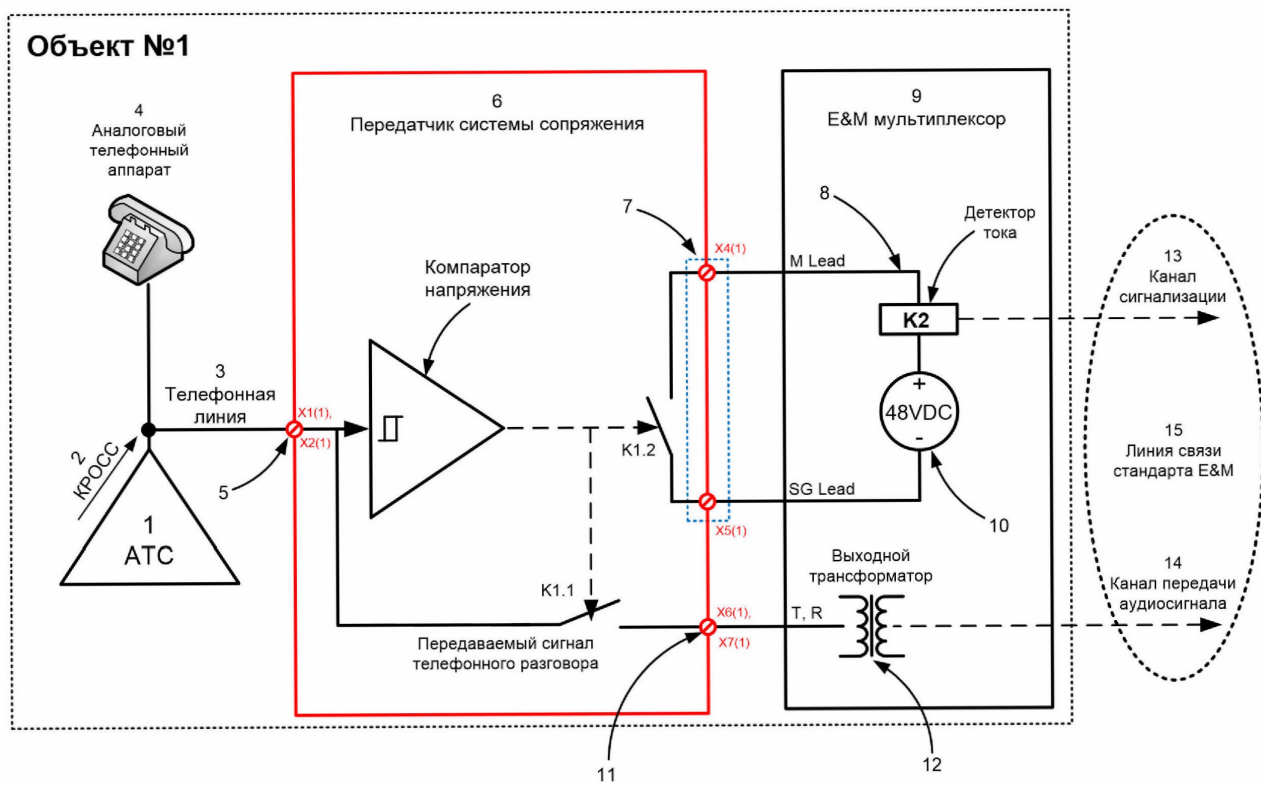 Объект №1
4
Аналоговый
телефонный
аппарат
6
Передатчик системы сопряжения
9
E&M мультиплексор
7
8
Детектор
тока
X4(1)
M Lead
K2
13
Канал
сигнализации
Компаратор
напряжения
3
Телефонная
линия
X1(1),
X2(1)
2
КРОСС
5
K1.2
+
48VDC
-
15
Линия связи
стандарта E&M
SG Lead
X5(1)
10
1
АТС
K1.1
Передаваемый сигнал
телефонного разговора
X6(1),
X7(1)
T, R
Выходной
трансформатор
14
Канал передачи
аудиосигнала
11
12